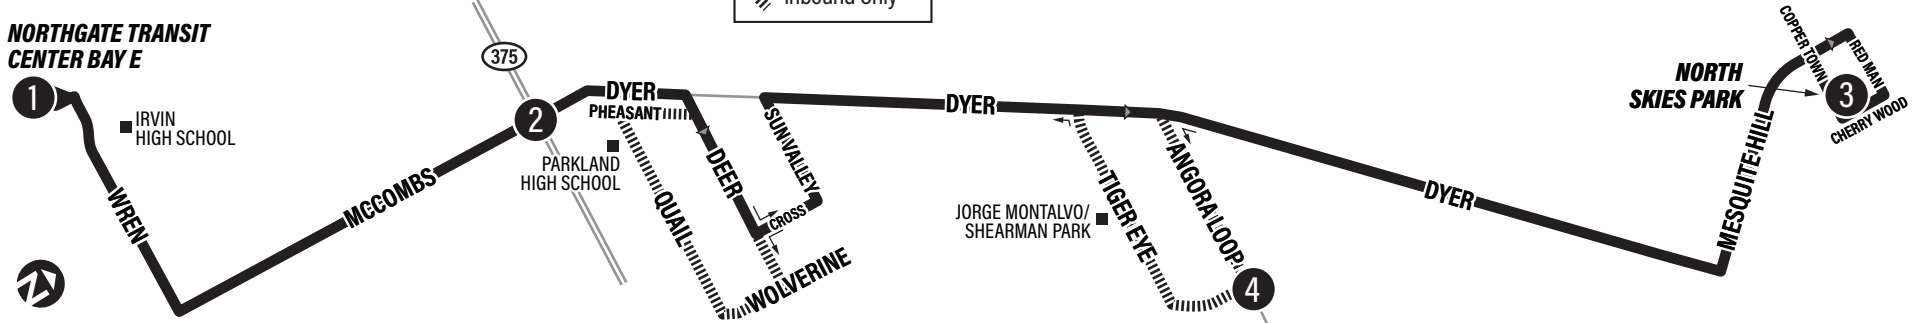 Inbound only
NORTHGATE TRANSIT
CENTER BAY E
1
IRVIN
HIGH SCHOOL
WREN
MCCOMBS
375
2
DYER
PHEASANT
PARKLAND
HIGH SCHOOL
QUAIL
DEER
CROSS
SUN VALLEY
WOLVERINE
DYER
JORGE MONTALVO/
SHEARMAN PARK
TIGER EYE
ANGORA LOOP
4
DYER
MESQUITE HILL
NORTH
SKIES PARK
COPPER TOWN
RED MAN
3
CHERRY WOOD
N